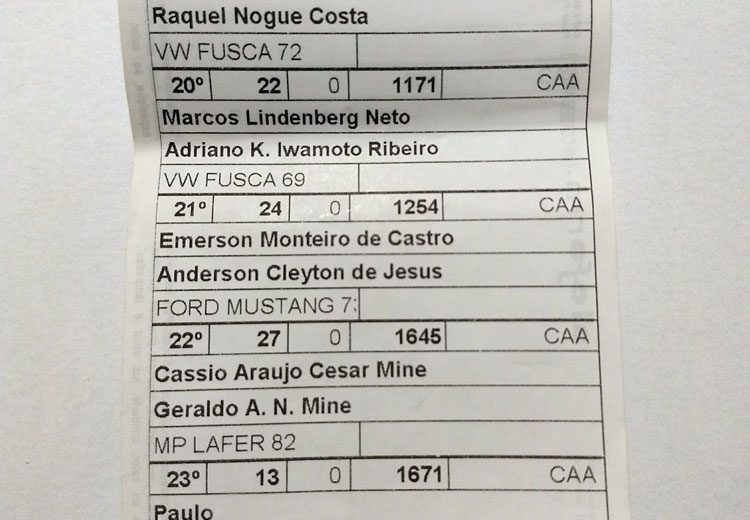 Raquel Nogue Costa
VW FUSCA 72
20º 22 0 1171 CAA
Marcos Lindenberg Neto
Adriano K. Iwamoto Ribeiro
VW FUSCA 69
21º 24 0 1254 CAA
Emerson Monteiro de Castro
Anderson Cleyton de Jesus
FORD MUSTANG 73
22º 27 0 1645 CAA
Cassio Araujo Cesar Mine
Geraldo A. N. Mine
MP LAFER 82
23º 13 0 1671 CAA
Paulo